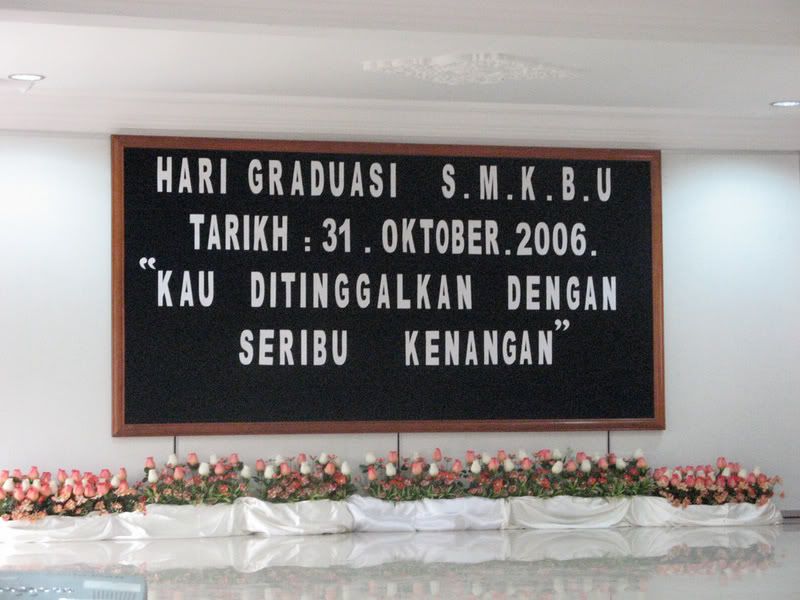 HARI GRADUASI S.M.K.B.U
TARIKH : 31 . OKTOBER.2006.
“KAU DITINGGALKAN DENGAN
SERIBU KENANGAN”